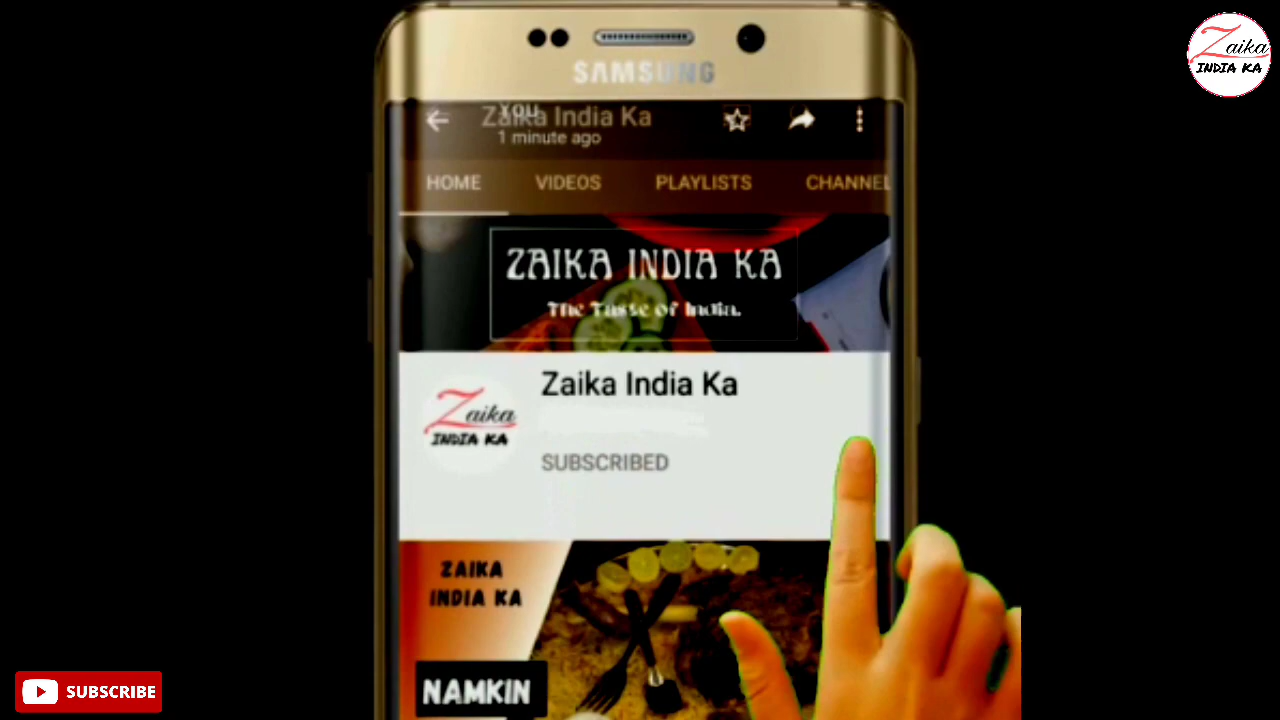 Zaika
INDIA KA
SAMSUNG
Zaika India Ka
YOU
1 minute ago
HOME VIDEOS PLAYLISTS CHANNEL
ZAIKA INDIA KA
The Taste of India.
Zaika India Ka
Zaika
INDIA KA
SUBSCRIBED
ZAIKA
INDIA KA
NAMKIN
SUBSCRIBE